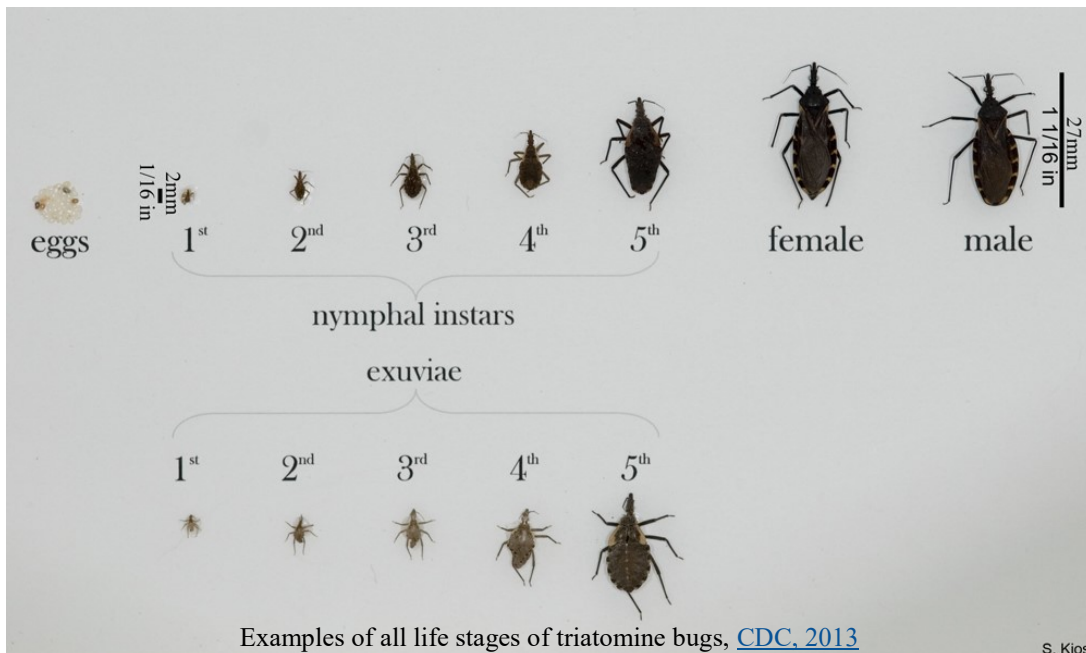 2mm
1/16 in
27mm
1 1/16 in
eggs
1st
2nd
3rd
4th
5th
female
male
nymphal instars
exuviae
1st
2nd
3rd
4th
5th
Examples of all life stages of triatomine bugs, CDC, 2013